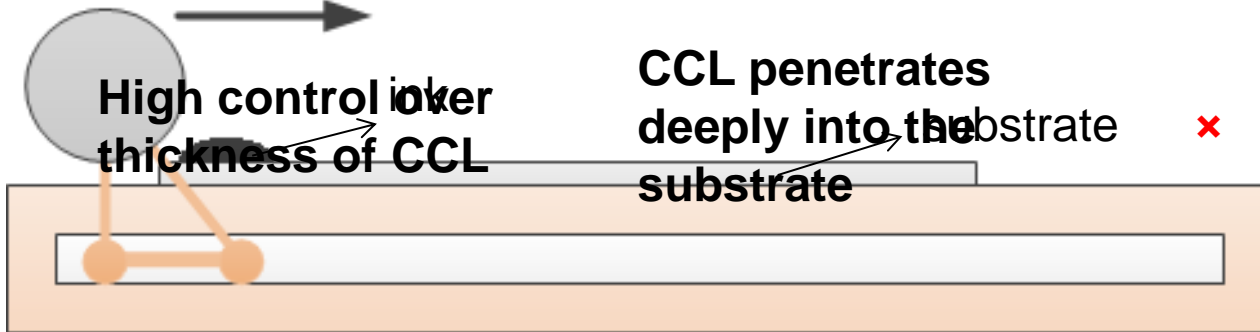 High control over
thickness of CCL
ink
CCL penetrates
deeply into the
substrate
substrate
×